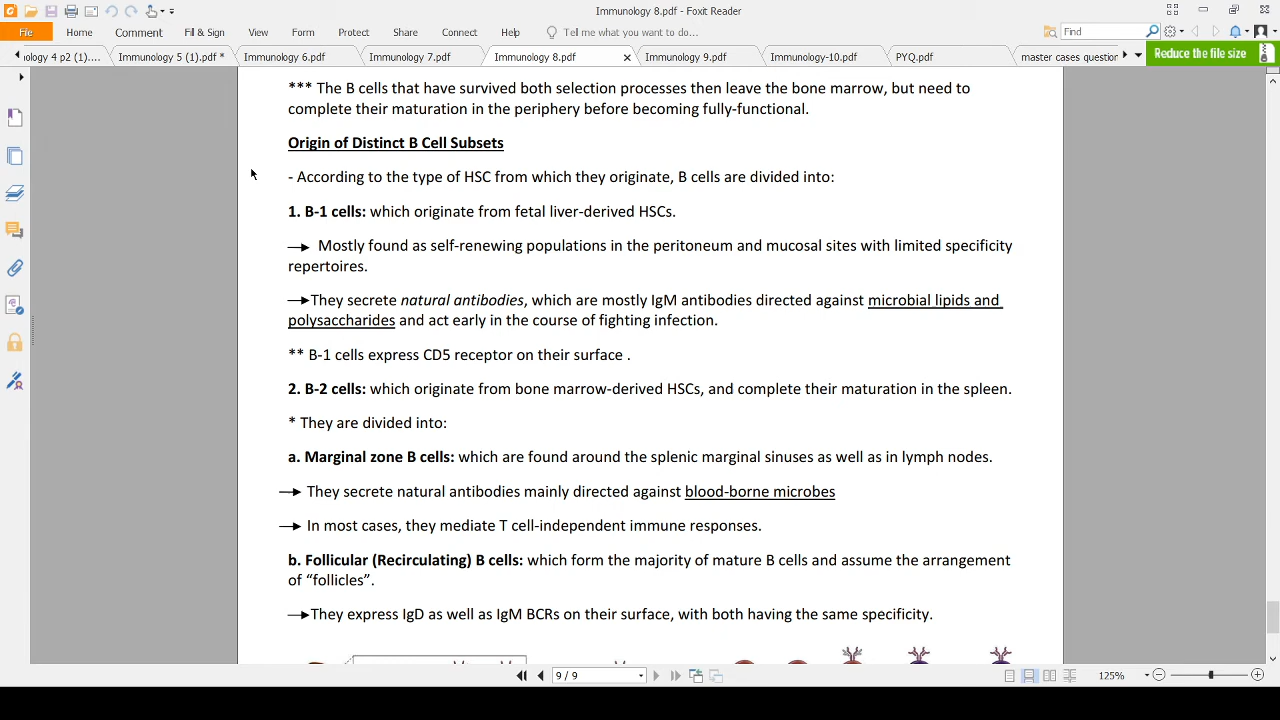 Immunology 8.pdf - Foxit Reader
File Home Comment View Fill & Sign Form Protect Share Connect Help Tell me what you want to do... Find
ology 4 p2 (1).... Immunology 5 (1).pdf * Immunology 6.pdf Immunology 7.pdf Immunology 8.pdf Immunology 9.pdf Immunology-10.pdf PYQ.pdf master cases question Reduce the file size
*** The B cells that have survived both selection processes then leave the bone marrow, but need to
complete their maturation in the periphery before becoming fully-functional.
Origin of Distinct B Cell Subsets
- According to the type of HSC from which they originate, B cells are divided into:
1. B-1 cells: which originate from fetal liver-derived HSCs.
→ Mostly found as self-renewing populations in the peritoneum and mucosal sites with limited specificity
repertoires.
→They secrete natural antibodies, which are mostly IgM antibodies directed against microbial lipids and
polysaccharides and act early in the course of fighting infection.
** B-1 cells express CD5 receptor on their surface .
2. B-2 cells: which originate from bone marrow-derived HSCs, and complete their maturation in the spleen.
* They are divided into:
a. Marginal zone B cells: which are found around the splenic marginal sinuses as well as in lymph nodes.
→ They secrete natural antibodies mainly directed against blood-borne microbes
→ In most cases, they mediate T cell-independent immune responses.
b. Follicular (Recirculating) B cells: which form the majority of mature B cells and assume the arrangement
of “follicles”.
→They express IgD as well as IgM BCRs on their surface, with both having the same specificity.
9 / 9 125%